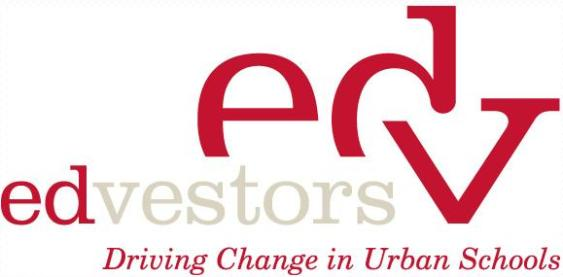 edv
edvestors
Driving Change in Urban Schools